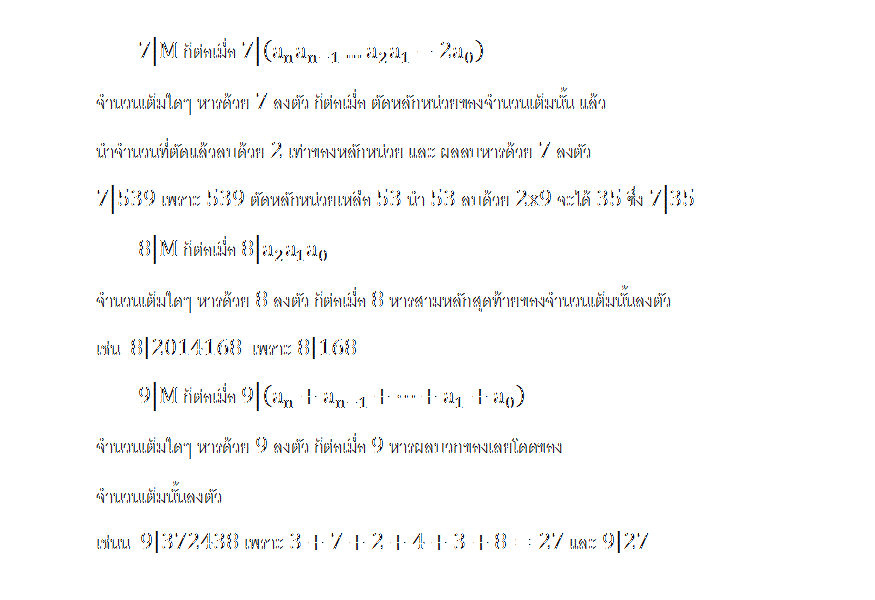 7|M ก็ต่อเมื่อ 7|(aₙaₙ₋₁ … a₂a₁ − 2a₀)
จำนวนเต็มใดๆ หารด้วย 7 ลงตัว ก็ต่อเมื่อ ตัดหลักหน่วยของจำนวนเต็มนั้น แล้ว
นำจำนวนที่ตัดแล้วลบด้วย 2 เท่าของหลักหน่วย และ ผลลบหารด้วย 7 ลงตัว
7|539 เพราะ 539 ตัดหลักหน่วยเหลือ 53 นำ 53 ลบด้วย 2x9 จะได้ 35 ซึ่ง 7|35
8|M ก็ต่อเมื่อ 8|a₂a₁a₀
จำนวนเต็มใดๆ หารด้วย 8 ลงตัว ก็ต่อเมื่อ 8 หารสามหลักสุดท้ายของจำนวนเต็มนั้นลงตัว
เช่น 8|2014168 เพราะ 8|168
9|M ก็ต่อเมื่อ 9|(aₙ + aₙ₋₁ + ⋯ + a₁ + a₀)
จำนวนเต็มใดๆ หารด้วย 9 ลงตัว ก็ต่อเมื่อ 9 หารผลบวกของเลขโดดของ
จำนวนเต็มนั้นลงตัว
เช่นน 9|372438 เพราะ 3 + 7 + 2 + 4 + 3 + 8 = 27 และ 9|27